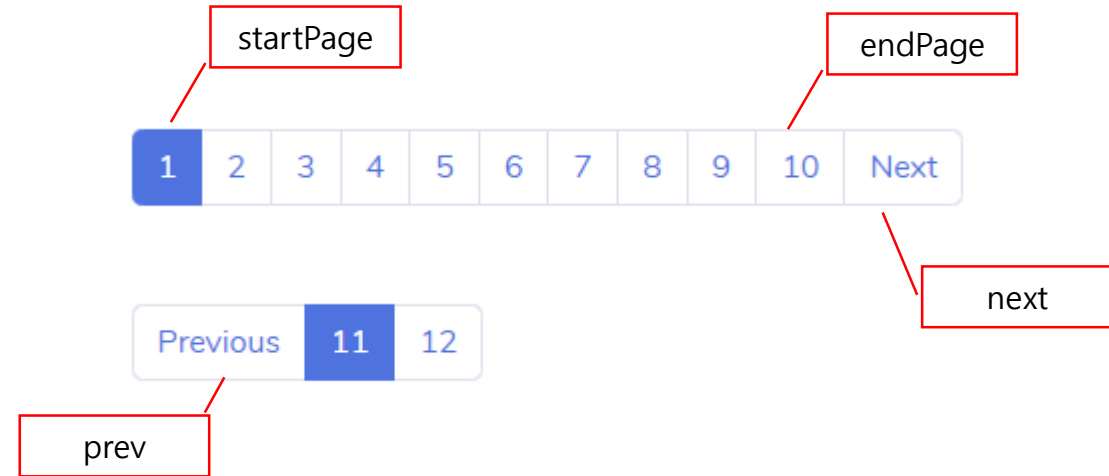 startPage
endPage
1 2 3 4 5 6 7 8 9 10 Next
next
Previous 11 12
prev